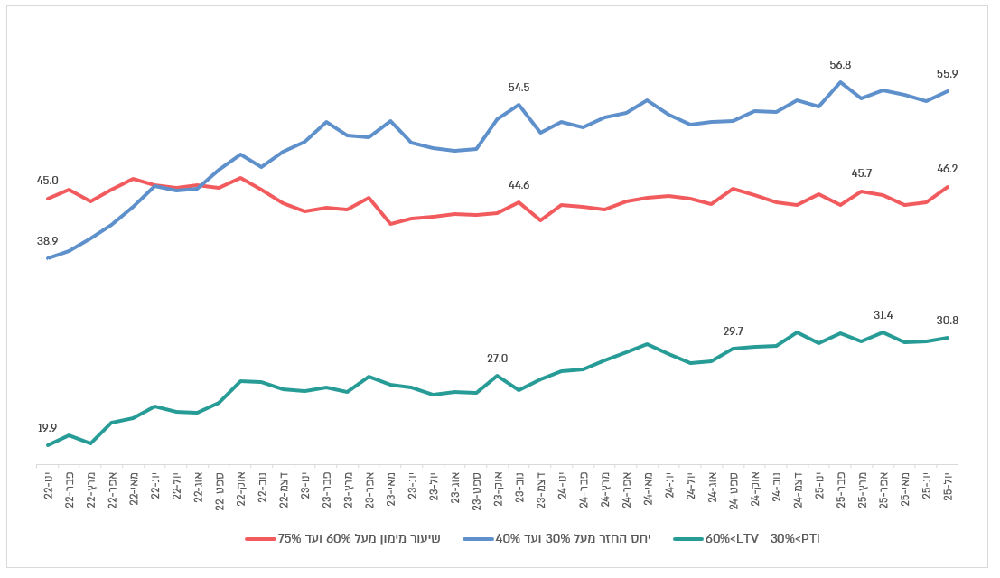 56.8
55.9
54.5
45.0
44.6
45.7
46.2
38.9
31.4
30.8
29.7
27.0
19.9
ינו-22
פבר-22
מרץ-22
אפר-22
מאי-22
יונ-22
יול-22
אוג-22
ספט-22
אוק-22
נוב-22
דצמ-22
ינו-23
פבר-23
מרץ-23
אפר-23
מאי-23
יונ-23
יול-23
אוג-23
ספט-23
אוק-23
נוב-23
דצמ-23
ינו-24
פבר-24
מרץ-24
אפר-24
מאי-24
יונ-24
יול-24
אוג-24
ספט-24
אוק-24
נוב-24
דצמ-24
ינו-25
פבר-25
מרץ-25
אפר-25
מאי-25
יונ-25
יול-25
שיעור מימון מעל 60% ועד 75%
יחס החזר מעל 30% ועד 40%
60%<LTV 30%<PTI